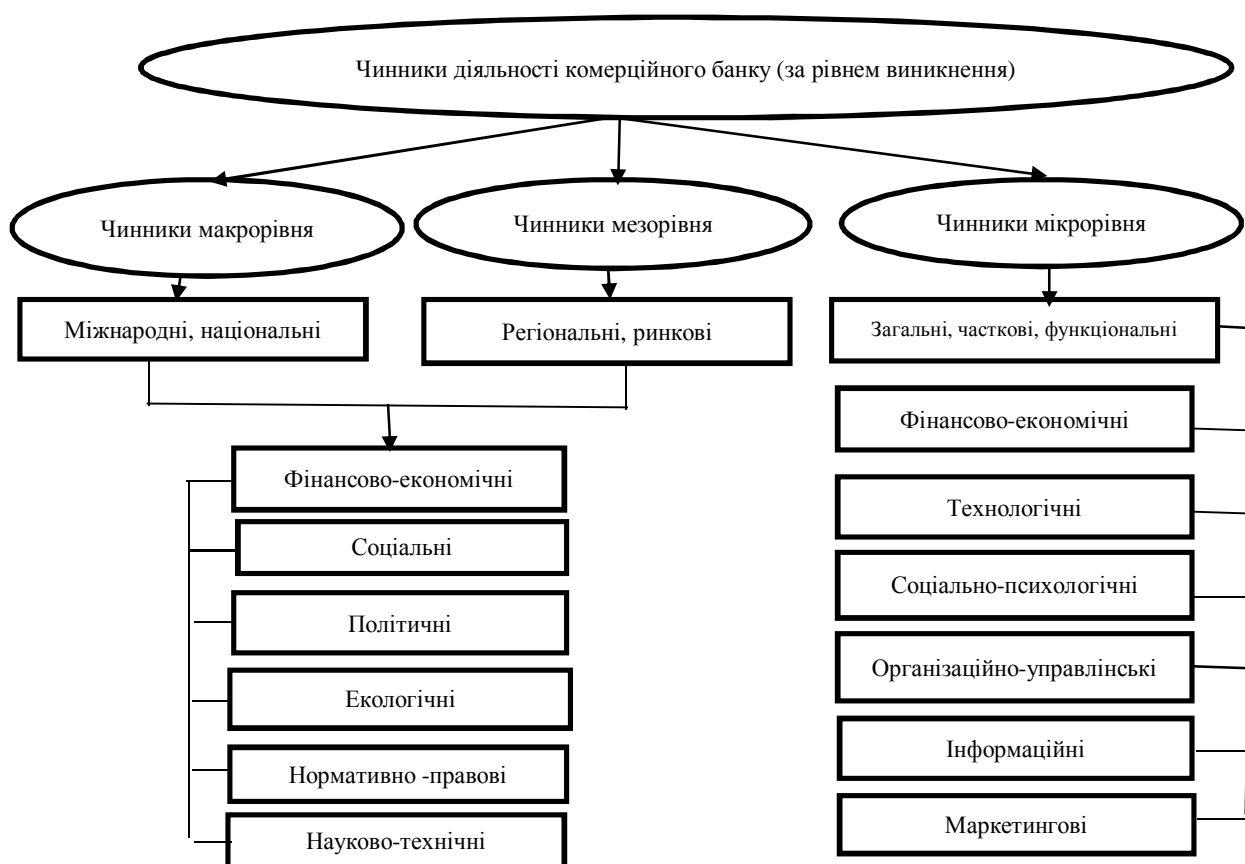 Чинники діяльності комерційного банку (за рівнем виникнення)
Чинники макрорівня
Чинники мезорівня
Чинники мікрорівня
Міжнародні, національні
Регіональні, ринкові
Загальні, часткові, функціональні
Фінансово-економічні
Соціальні
Політичні
Екологічні
Нормативно -правові
Науково-технічні
Фінансово-економічні
Технологічні
Соціально-психологічні
Організаційно-управлінські
Інформаційні
Маркетингові